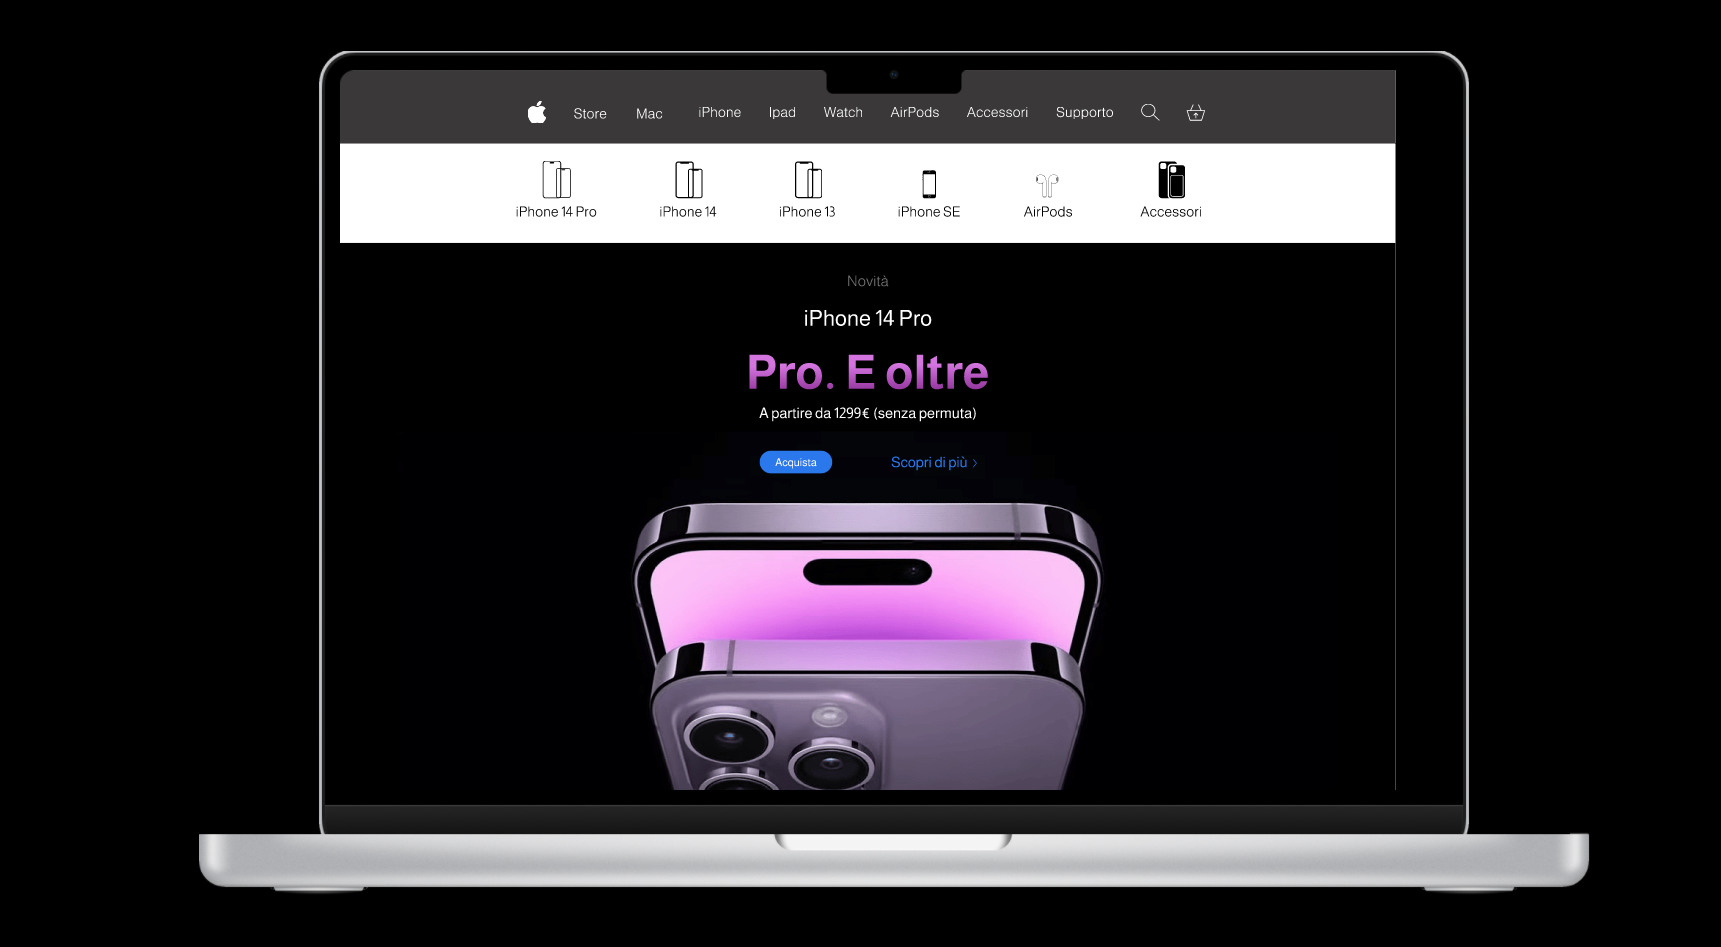 Store Mac iPhone Ipad Watch AirPods Accessori Supporto
iPhone 14 Pro iPhone 14 iPhone 13 iPhone SE AirPods Accessori
Novità
iPhone 14 Pro
Pro. E oltre
A partire da 1299€ (senza permuta)
Acquista Scopri di più >